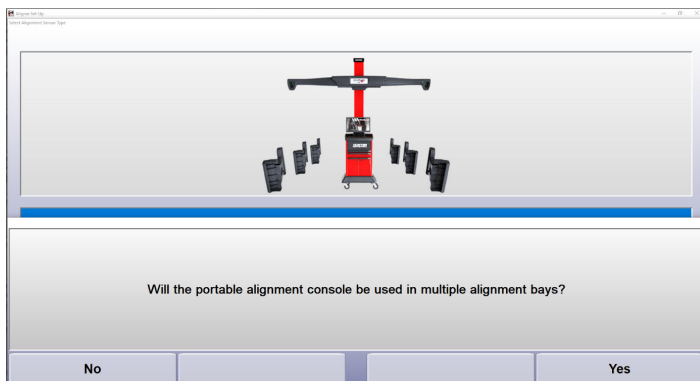 Aligner Set Up
Select Alignment Sensor Type
Will the portable alignment console be used in multiple alignment bays?
No
Yes